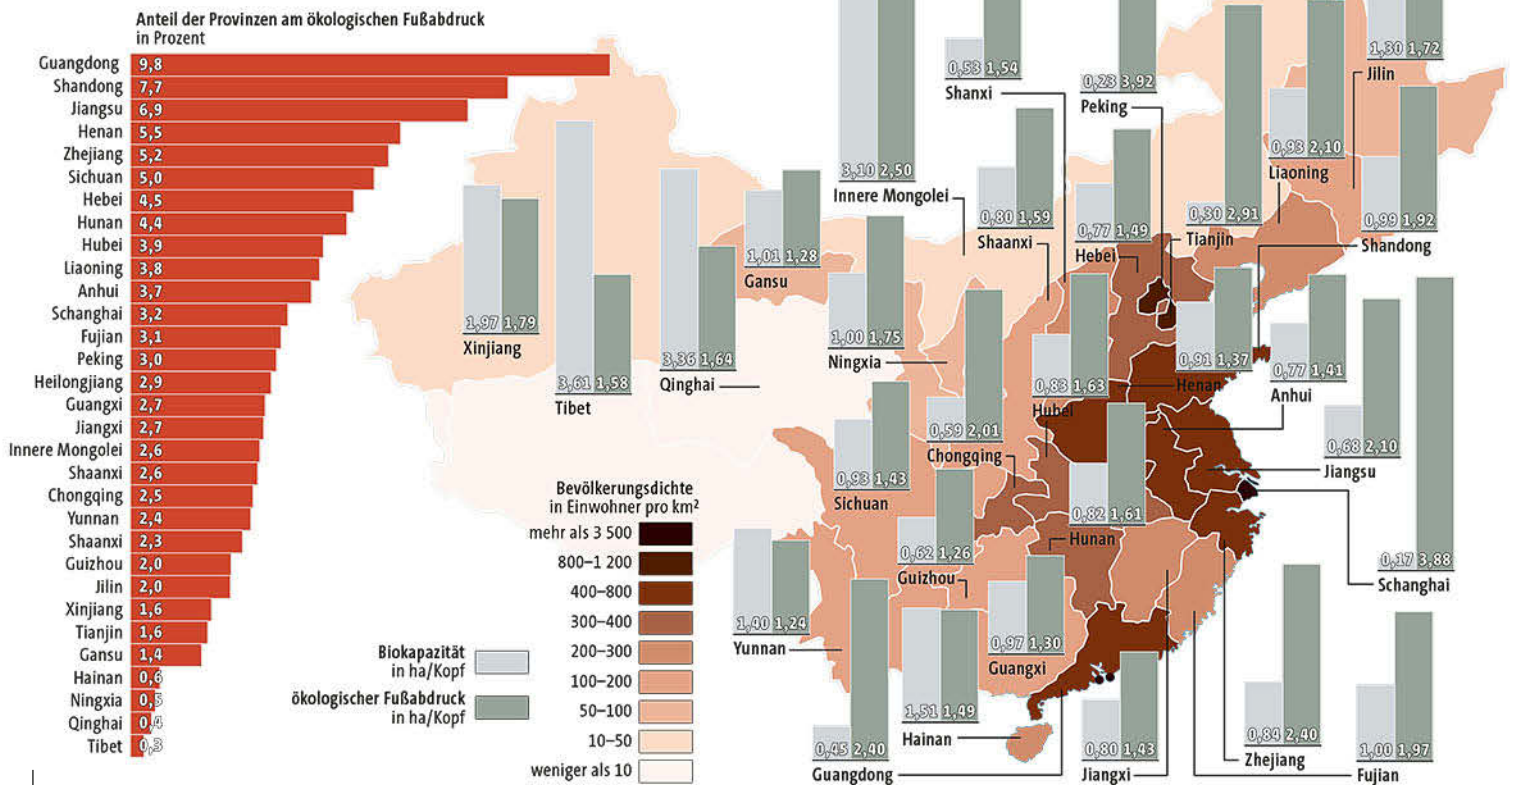 Anteil der Provinzen am ökologischen Fußabdruck
in Prozent
Guangdong 9,8
Shandong 7,7
Jiangsu 6,9
Henan 5,5
Zhejiang 5,2
Sichuan 5,0
Hebei 4,5
Hunan 4,4
Hubei 3,9
Liaoning 3,8
Anhui 3,7
Schanghai 3,2
Fujian 3,1
Peking 3,0
Heilongjiang 2,9
Guangxi 2,7
Jiangxi 2,7
Innere Mongolei 2,6
Shaanxi 2,6
Chongqing 2,5
Yunnan 2,4
Shaanxi 2,3
Guizhou 2,0
Jilin 2,0
Xinjiang 1,6
Tianjin 1,6
Gansu 1,4
Hainan 0,6
Ningxia 0,5
Qinghai 0,4
Tibet 0,3
Biokapazität
in ha/Kopf
ökologischer Fußabdruck
in ha/Kopf
Bevölkerungsdichte
in Einwohner pro km²
mehr als 3 500
800–1 200
400–800
300–400
200–300
100–200
50–100
10–50
weniger als 10
1,97 1,79
Xinjiang
3,61 1,58
Tibet
3,36 1,64
Qinghai
1,01 1,28
Gansu
3,10 2,50
Innere Mongolei
1,00 1,75
Ningxia
0,53 1,54
Shanxi
0,80 1,59
Shaanxi
0,23 3,92
Peking
0,77 1,49
Hebei
0,30 2,91
Tianjin
0,93 2,10
Liaoning
1,30 1,72
Jilin
0,99 1,92
Shandong
0,91 1,37
Henan
0,83 1,63
Hubei
0,77 1,41
Anhui
0,68 2,10
Jiangsu
0,17 3,88
Schanghai
0,59 2,01
Chongqing
0,93 1,43
Sichuan
0,82 1,61
Hunan
0,62 1,26
Guizhou
1,40 1,24
Yunnan
0,97 1,30
Guangxi
1,51 1,49
Hainan
0,45 2,40
Guangdong
0,80 1,43
Jiangxi
0,84 2,40
Zhejiang
1,00 1,97
Fujian